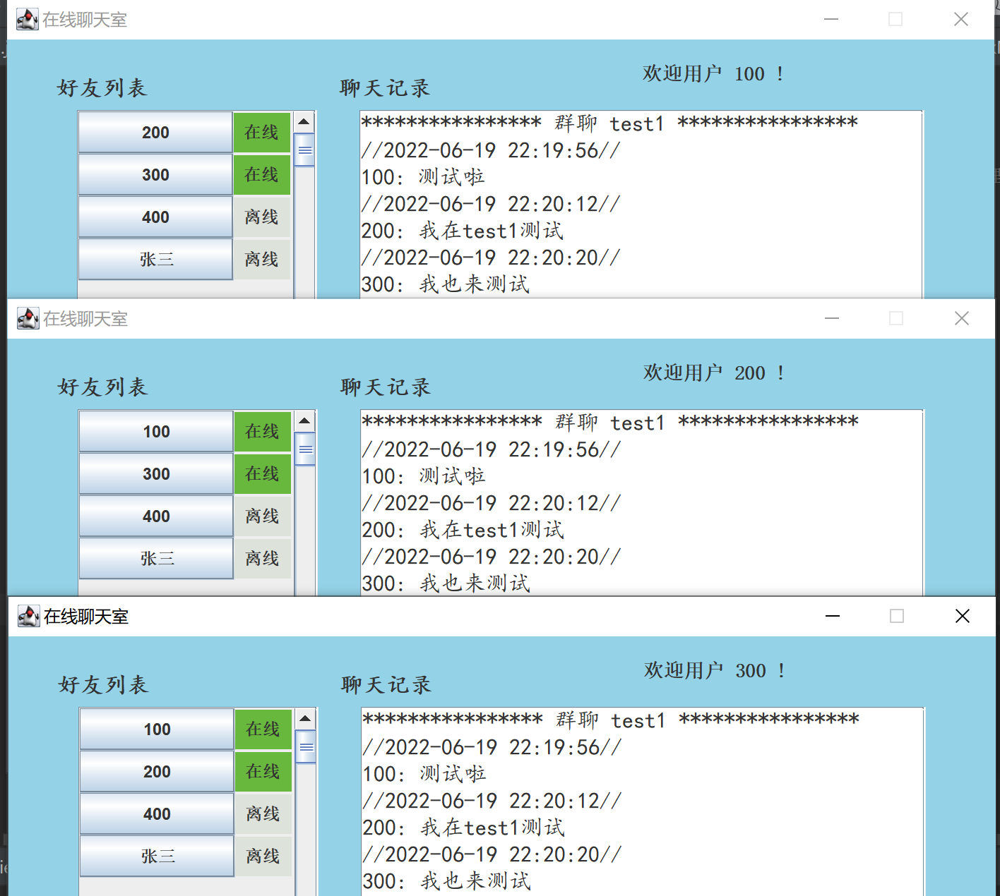 在线聊天室
欢迎用户 100 !
好友列表
聊天记录
200 在线
300 在线
400 离线
张三 离线
**************** 群聊 test1 ****************
//2022-06-19 22:19:56//
100: 测试啦
//2022-06-19 22:20:12//
200: 我在test1测试
//2022-06-19 22:20:20//
300: 我也来测试
在线聊天室
欢迎用户 200 !
好友列表
聊天记录
100 在线
300 在线
400 离线
张三 离线
**************** 群聊 test1 ****************
//2022-06-19 22:19:56//
100: 测试啦
//2022-06-19 22:20:12//
200: 我在test1测试
//2022-06-19 22:20:20//
300: 我也来测试
在线聊天室
欢迎用户 300 !
好友列表
聊天记录
100 在线
200 在线
400 离线
张三 离线
**************** 群聊 test1 ****************
//2022-06-19 22:19:56//
100: 测试啦
//2022-06-19 22:20:12//
200: 我在test1测试
//2022-06-19 22:20:20//
300: 我也来测试